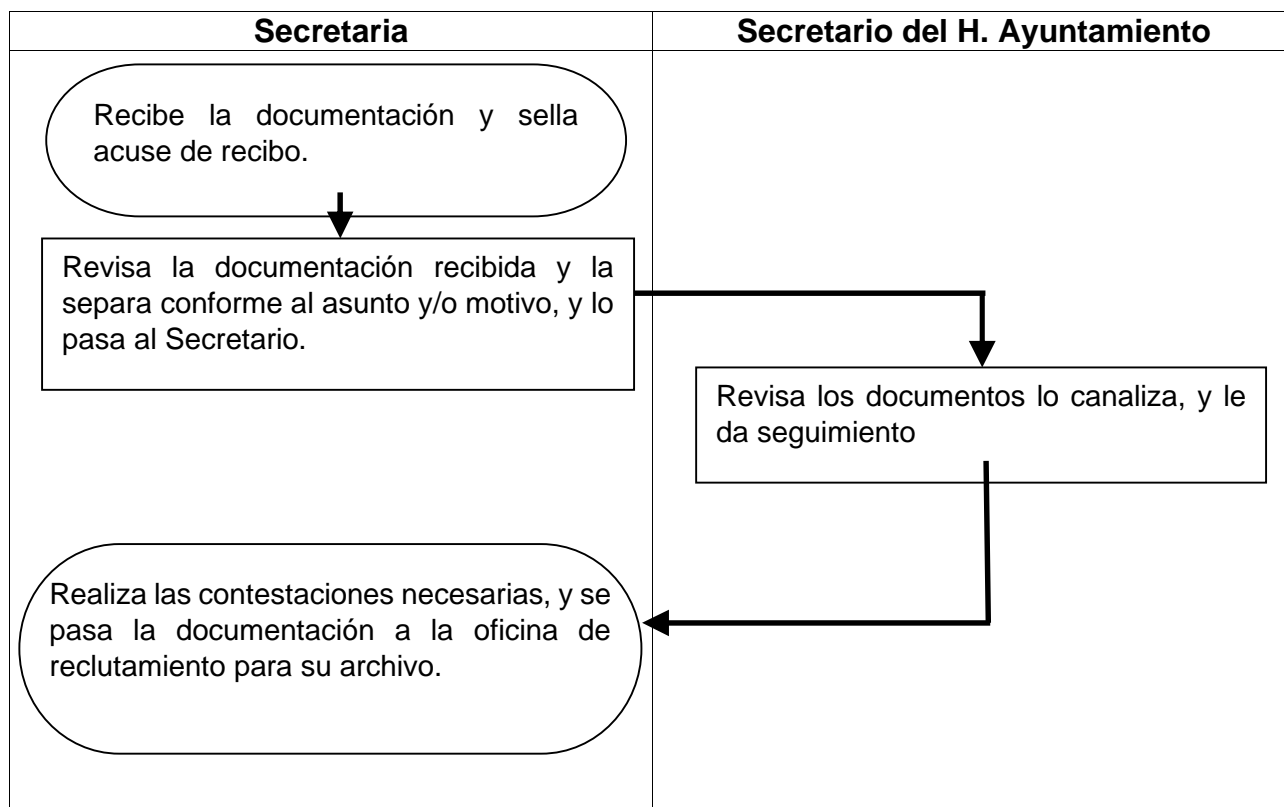 Secretaria
Secretario del H. Ayuntamiento
Recibe la documentación y sella
acuse de recibo.
Revisa la documentación recibida y la
separa conforme al asunto y/o motivo, y lo
pasa al Secretario.
Revisa los documentos lo canaliza, y le
da seguimiento
Realiza las contestaciones necesarias, y se
pasa la documentación a la oficina de
reclutamiento para su archivo.